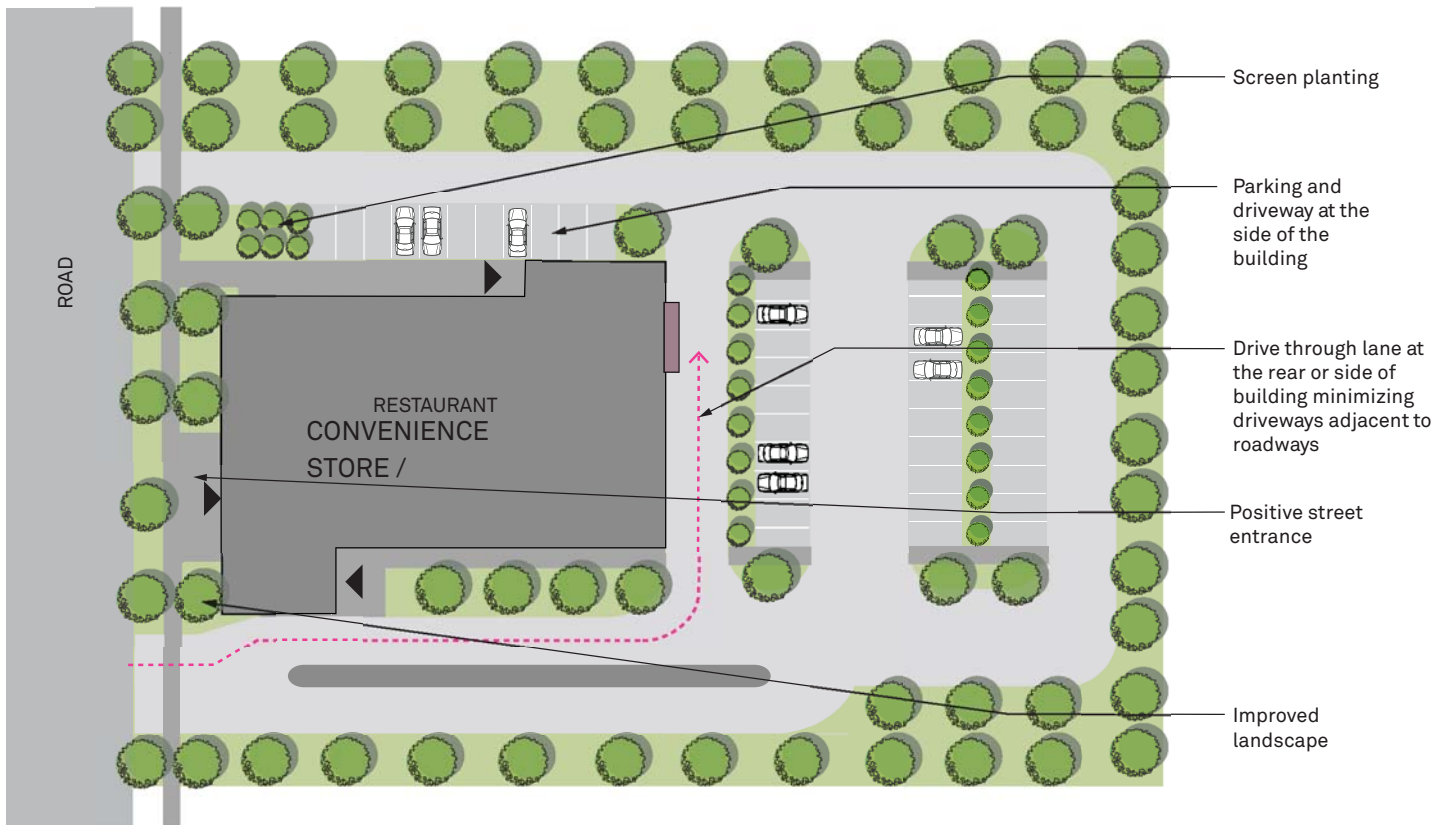 ROAD
RESTAURANT
CONVENIENCE
STORE /
Screen planting
Parking and
driveway at the
side of the
building
Drive through lane at
the rear or side of
building minimizing
driveways adjacent to
roadways
Positive street
entrance
Improved
landscape